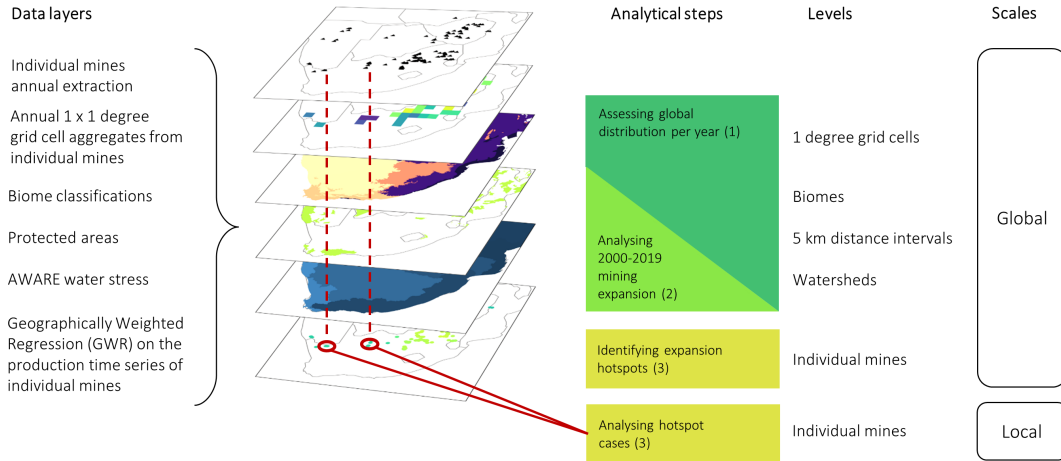 Data layers
Analytical steps
Levels
Scales
Individual mines
annual extraction
Annual 1 x 1 degree
grid cell aggregates from
individual mines
Biome classifications
Protected areas
AWARE water stress
Geographically Weighted
Regression (GWR) on the
production time series of
individual mines
Assessing global
distribution per year (1)
Analysing
2000-2019
mining
expansion (2)
Identifying expansion
hotspots (3)
Analysing hotspot
cases (3)
1 degree grid cells
Biomes
5 km distance intervals
Watersheds
Individual mines
Individual mines
Global
Local